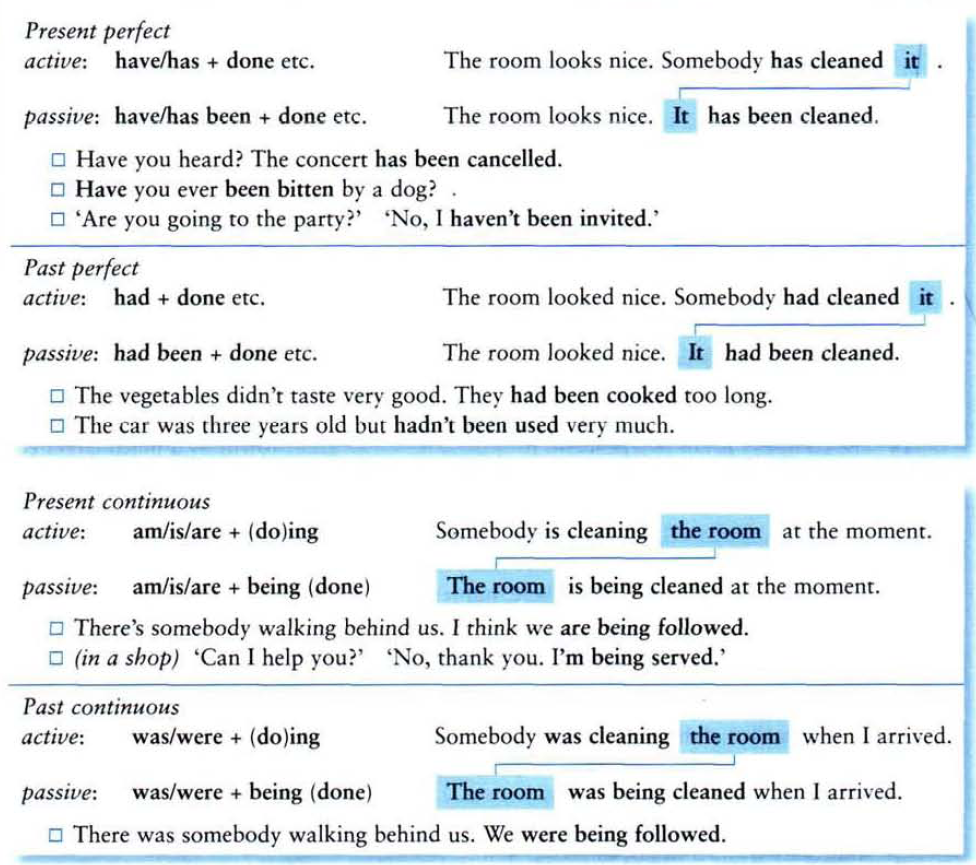 Present perfect
active: have/has + done etc. The room looks nice. Somebody has cleaned it .
passive: have/has been + done etc. The room looks nice. It has been cleaned.
□ Have you heard? The concert has been cancelled.
□ Have you ever been bitten by a dog? .
□ ‘Are you going to the party?’ ‘No, I haven't been invited.’
Past perfect
active: had + done etc. The room looked nice. Somebody had cleaned it .
passive: had been + done etc. The room looked nice. It had been cleaned.
□ The vegetables didn't taste very good. They had been cooked too long.
□ The car was three years old but hadn't been used very much.
Present continuous
active: am/is/are + (do)ing Somebody is cleaning the room at the moment.
passive: am/is/are + being (done) The room is being cleaned at the moment.
□ There's somebody walking behind us. I think we are being followed.
□ (in a shop) ‘Can I help you?’ ‘No, thank you. I'm being served.’
Past continuous
active: was/were + (do)ing Somebody was cleaning the room when I arrived.
passive: was/were + being (done) The room was being cleaned when I arrived.
□ There was somebody walking behind us. We were being followed.